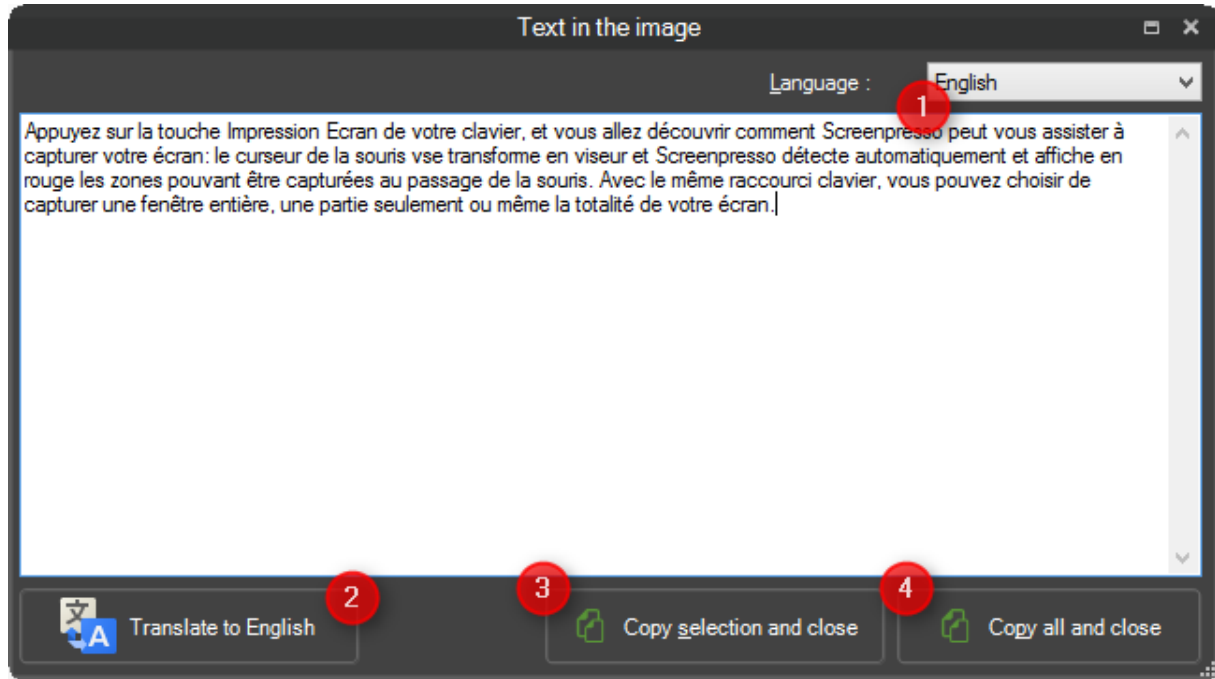 Text in the image
Language :
English
1
Appuyez sur la touche Impression Ecran de votre clavier, et vous allez découvrir comment Screenpresso peut vous assister à
capturer votre écran: le curseur de la souris vse transforme en viseur et Screenpresso détecte automatiquement et affiche en
rouge les zones pouvant être capturées au passage de la souris. Avec le même raccourci clavier, vous pouvez choisir de
capturer une fenêtre entière, une partie seulement ou même la totalité de votre écran.
2
Translate to English
3
Copy selection and close
4
Copy all and close